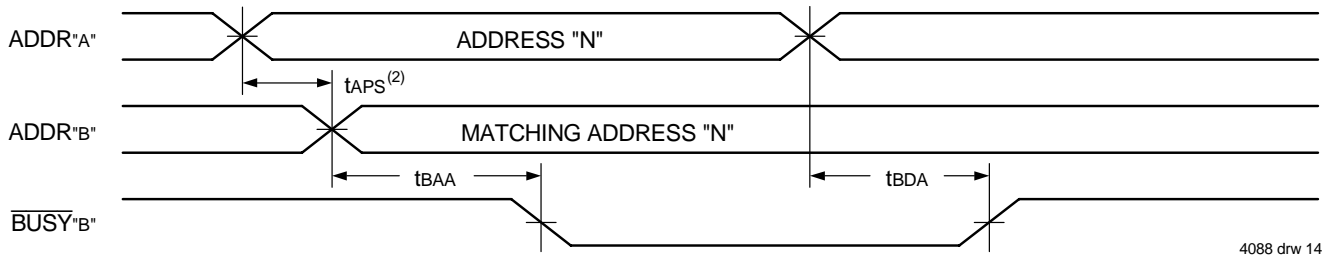 ADDR"A"
ADDRESS "N"
tAPS(2)
ADDR"B"
MATCHING ADDRESS "N"
tBAA
tBDA
BUSY"B"
4088 drw 14